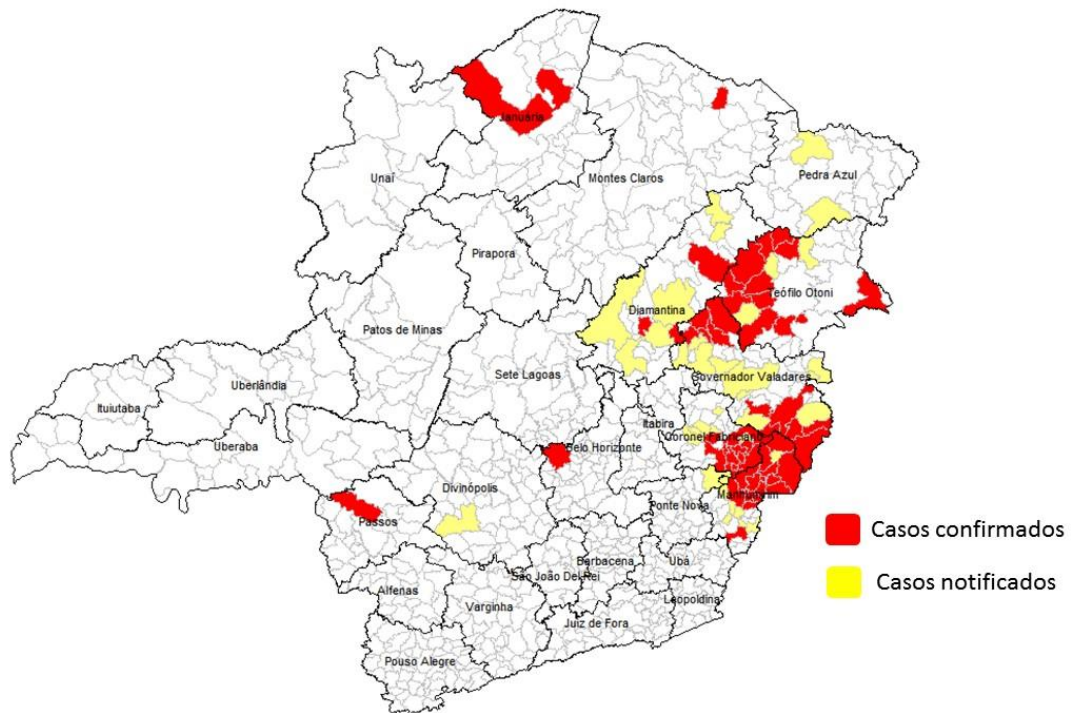 Januária
Unaí
Montes Claros
Pedra Azul
Pirapora
Teófilo Otoni
Diamantina
Patos de Minas
Sete Lagoas
Governador Valadares
Uberlândia
Ituiutaba
Itabira
Coronel Fabriciano
Uberaba
Belo Horizonte
Divinópolis
Manhumirim
Ponte Nova
Passos
Casos confirmados
Barbacena
Ubá
São João Del Rei
Casos notificados
Alfenas
Varginha
Leopoldina
Juiz de Fora
Pouso Alegre